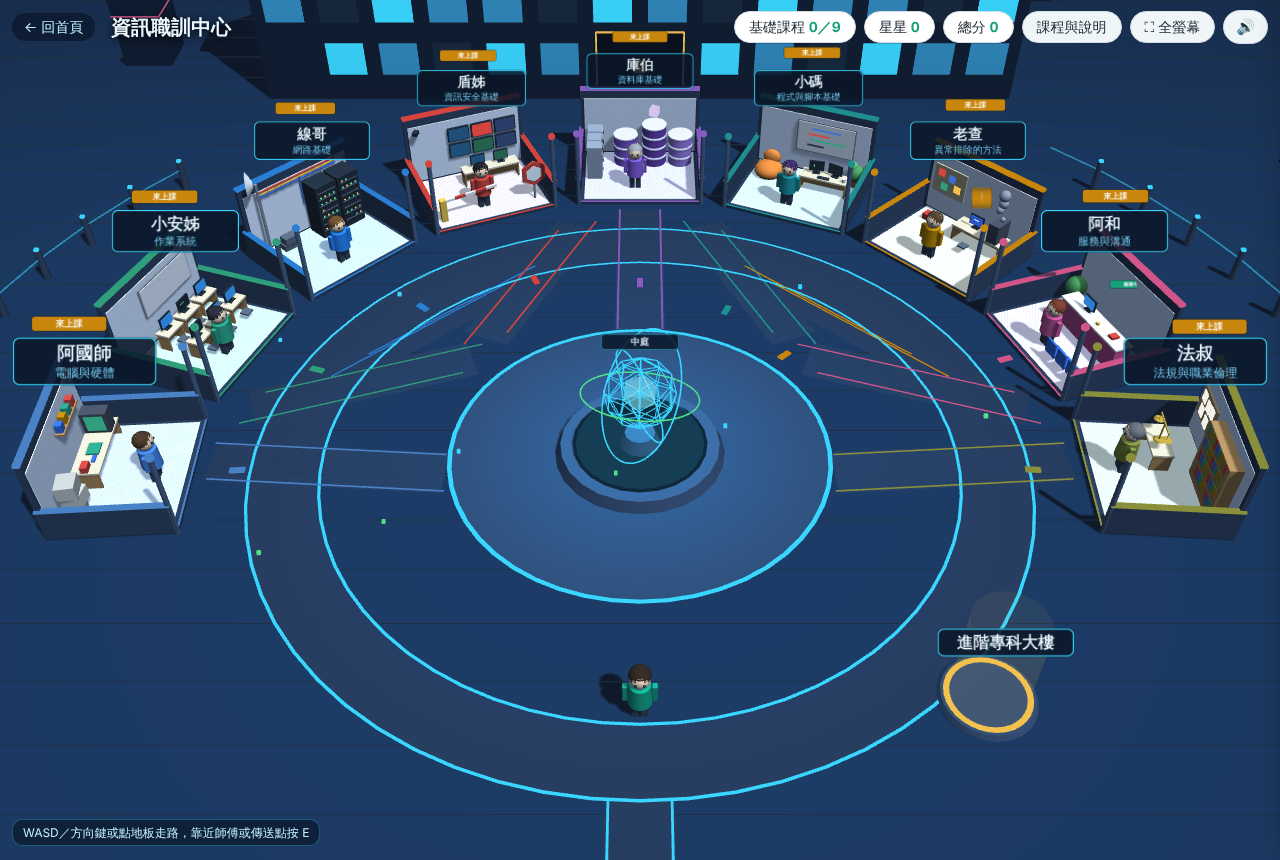 ← 回首頁
資訊職訓中心
基礎課程 0／9
星星 0
總分 0
課程與說明
全螢幕
來上課
庫伯
資料庫基礎
來上課
盾姊
資訊安全基礎
來上課
小碼
程式與腳本基礎
來上課
線哥
網路基礎
來上課
老查
異常排除的方法
來上課
小安姊
作業系統
來上課
阿和
服務與溝通
來上課
阿國師
電腦與硬體
來上課
法叔
法規與職業倫理
中庭
進階專科大樓
WASD／方向鍵或點地板走路，靠近師傅或傳送點按 E